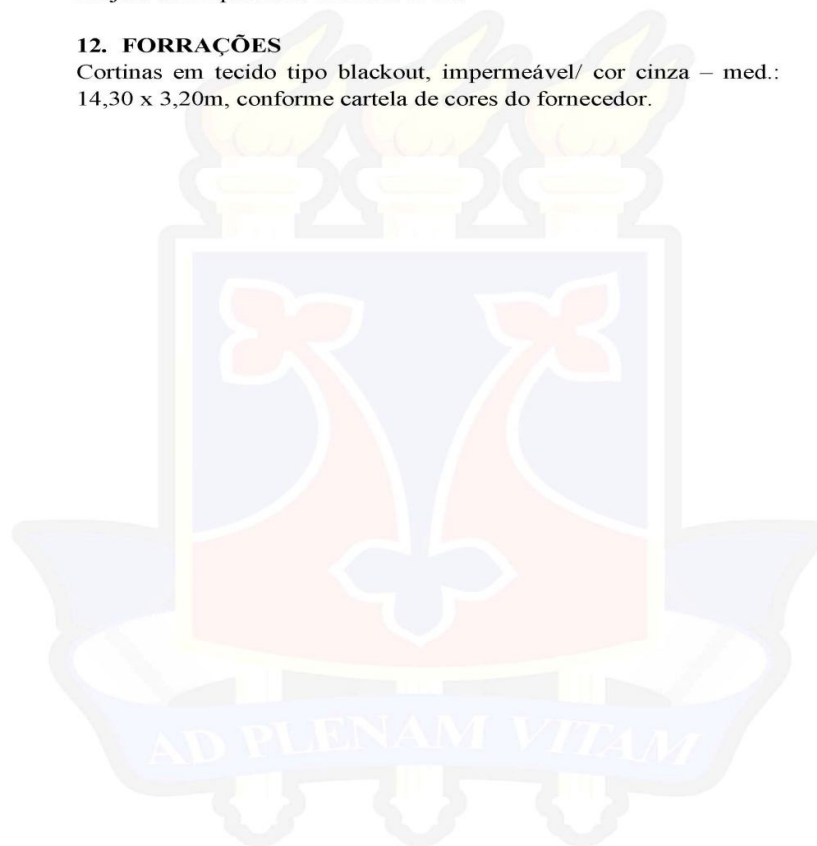 12. FORRAÇÕES
Cortinas em tecido tipo blackout, impermeável/ cor cinza – med.:
14,30 x 3,20m, conforme cartela de cores do fornecedor.
AD PLENAM VITAM